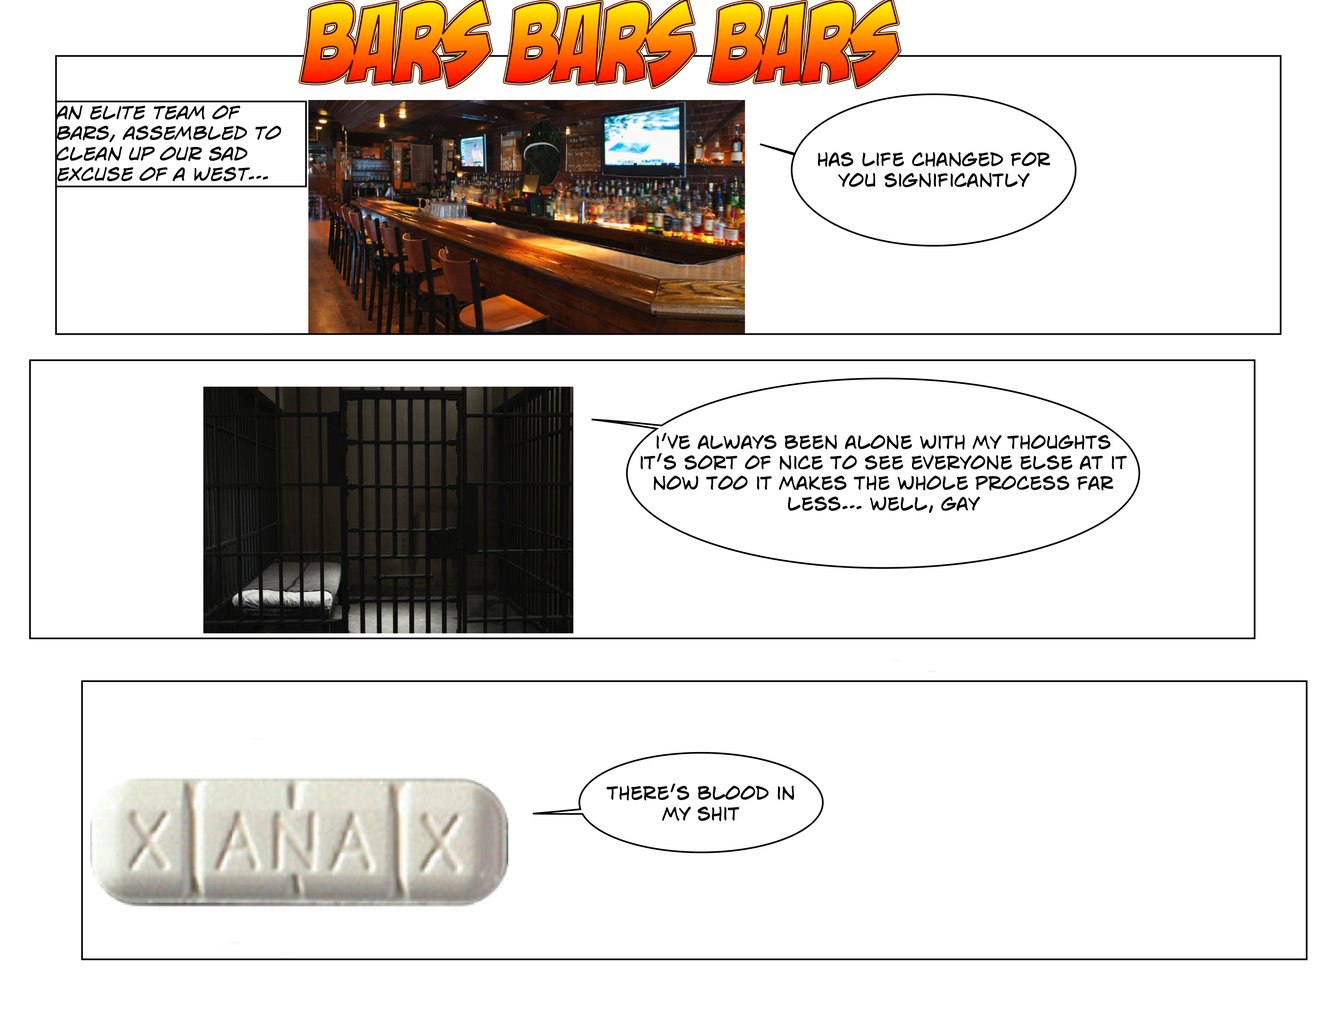 BARS BARS BARS
AN ELITE TEAM OF
BARS, ASSEMBLED TO
CLEAN UP OUR SAD
EXCUSE OF A WEST...
HAS LIFE CHANGED FOR
YOU SIGNIFICANTLY
I'VE ALWAYS BEEN ALONE WITH MY THOUGHTS
IT'S SORT OF NICE TO SEE EVERYONE ELSE AT IT
NOW TOO IT MAKES THE WHOLE PROCESS FAR
LESS... WELL, GAY
THERE'S BLOOD IN
MY SHIT
XANAX